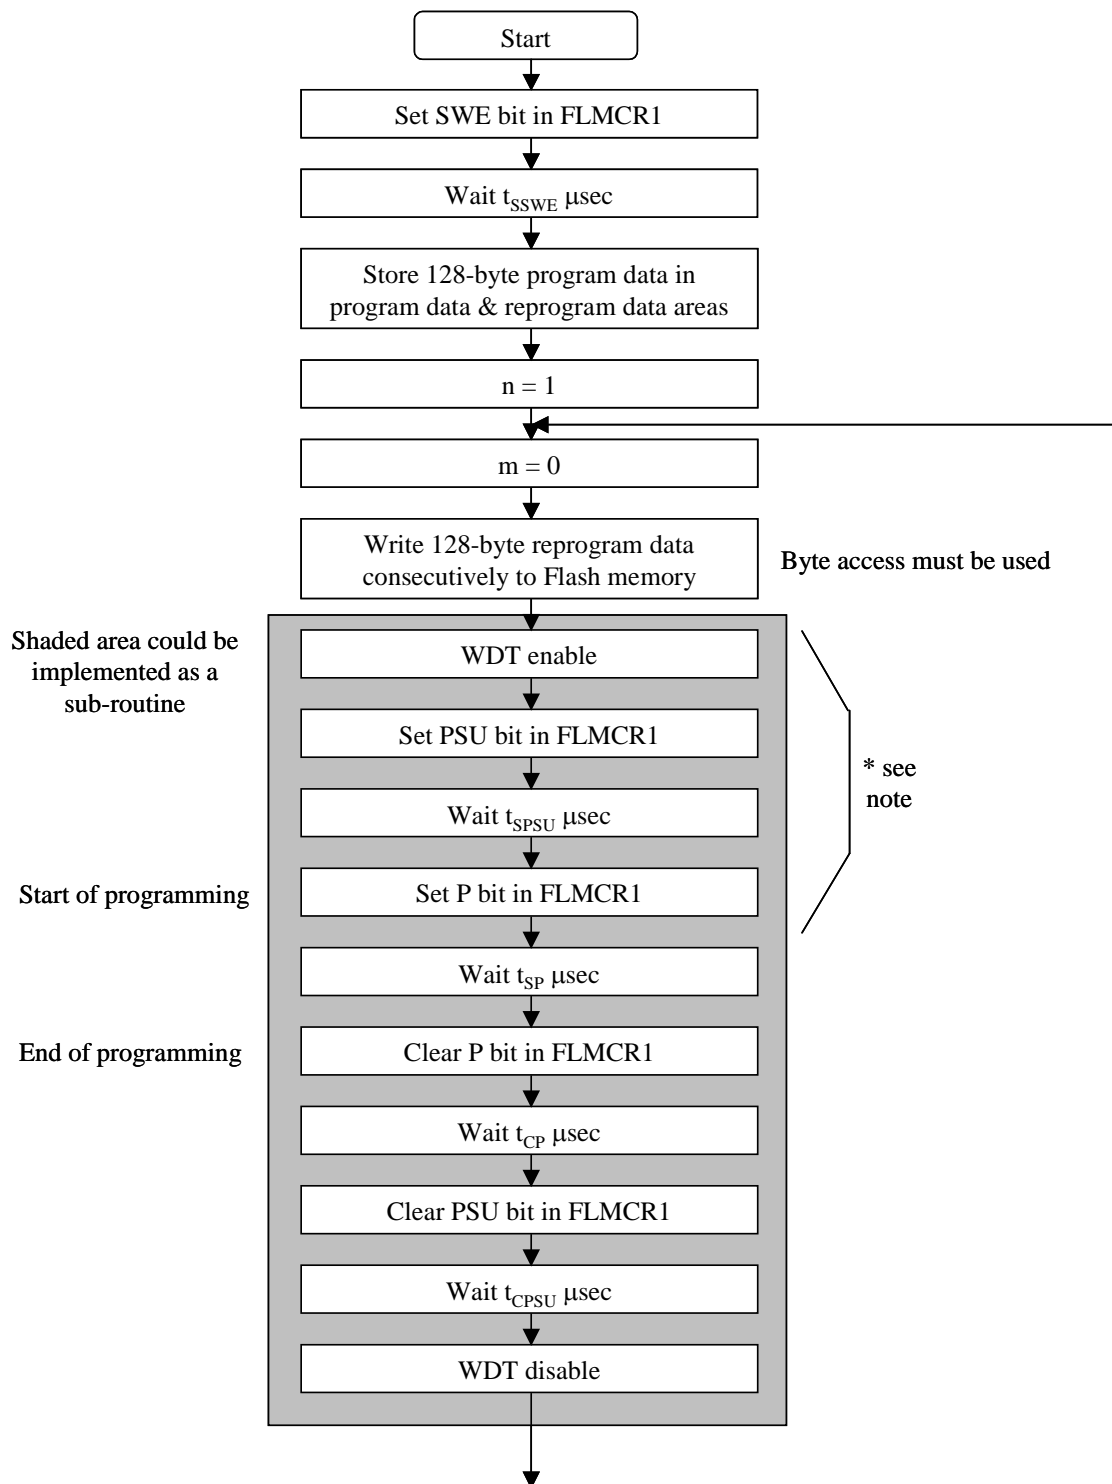 Start
Set SWE bit in FLMCR1
Wait tSSWE μsec
Store 128-byte program data in
program data & reprogram data areas
n = 1
m = 0
Write 128-byte reprogram data
consecutively to Flash memory
Byte access must be used
Shaded area could be
implemented as a
sub-routine
WDT enable
Set PSU bit in FLMCR1
* see
note
Wait tSPSU μsec
Start of programming
Set P bit in FLMCR1
Wait tSP μsec
End of programming
Clear P bit in FLMCR1
Wait tCP μsec
Clear PSU bit in FLMCR1
Wait tCPSU μsec
WDT disable